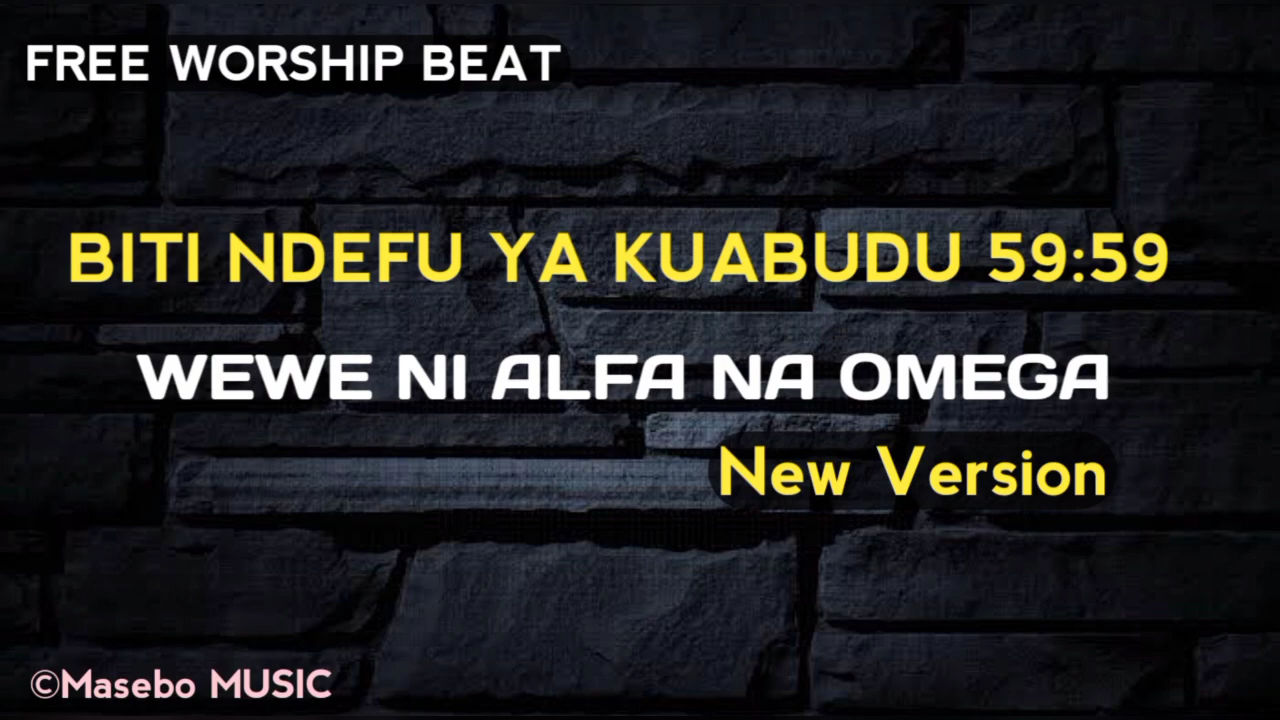 FREE WORSHIP BEAT
BITI NDEFU YA KUABUDU 59:59
WEWE NI ALFA NA OMEGA
New Version
©Masebo MUSIC